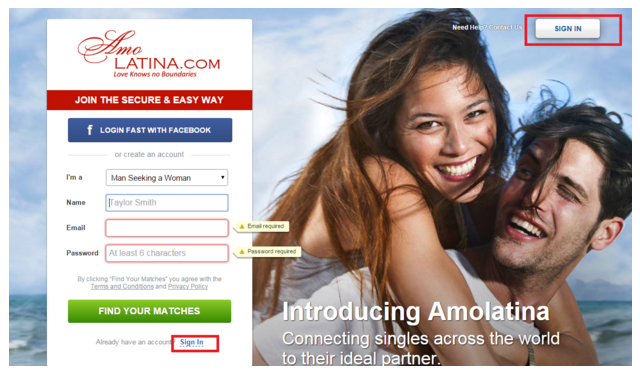 Need Help? Contact Us
SIGN IN
Amo
LATINA.COM
Love Knows no Boundaries
JOIN THE SECURE & EASY WAY
f LOGIN FAST WITH FACEBOOK
or create an account
I'm a Man Seeking a Woman
Name Taylor Smith
Email Email required
Password At least 6 characters Password required
By clicking "Find Your Matches" you agree with the
Terms and Conditions and Privacy Policy
FIND YOUR MATCHES
Already have an account? Sign In
Introducing Amolatina
Connecting singles across the world
to their ideal partner.